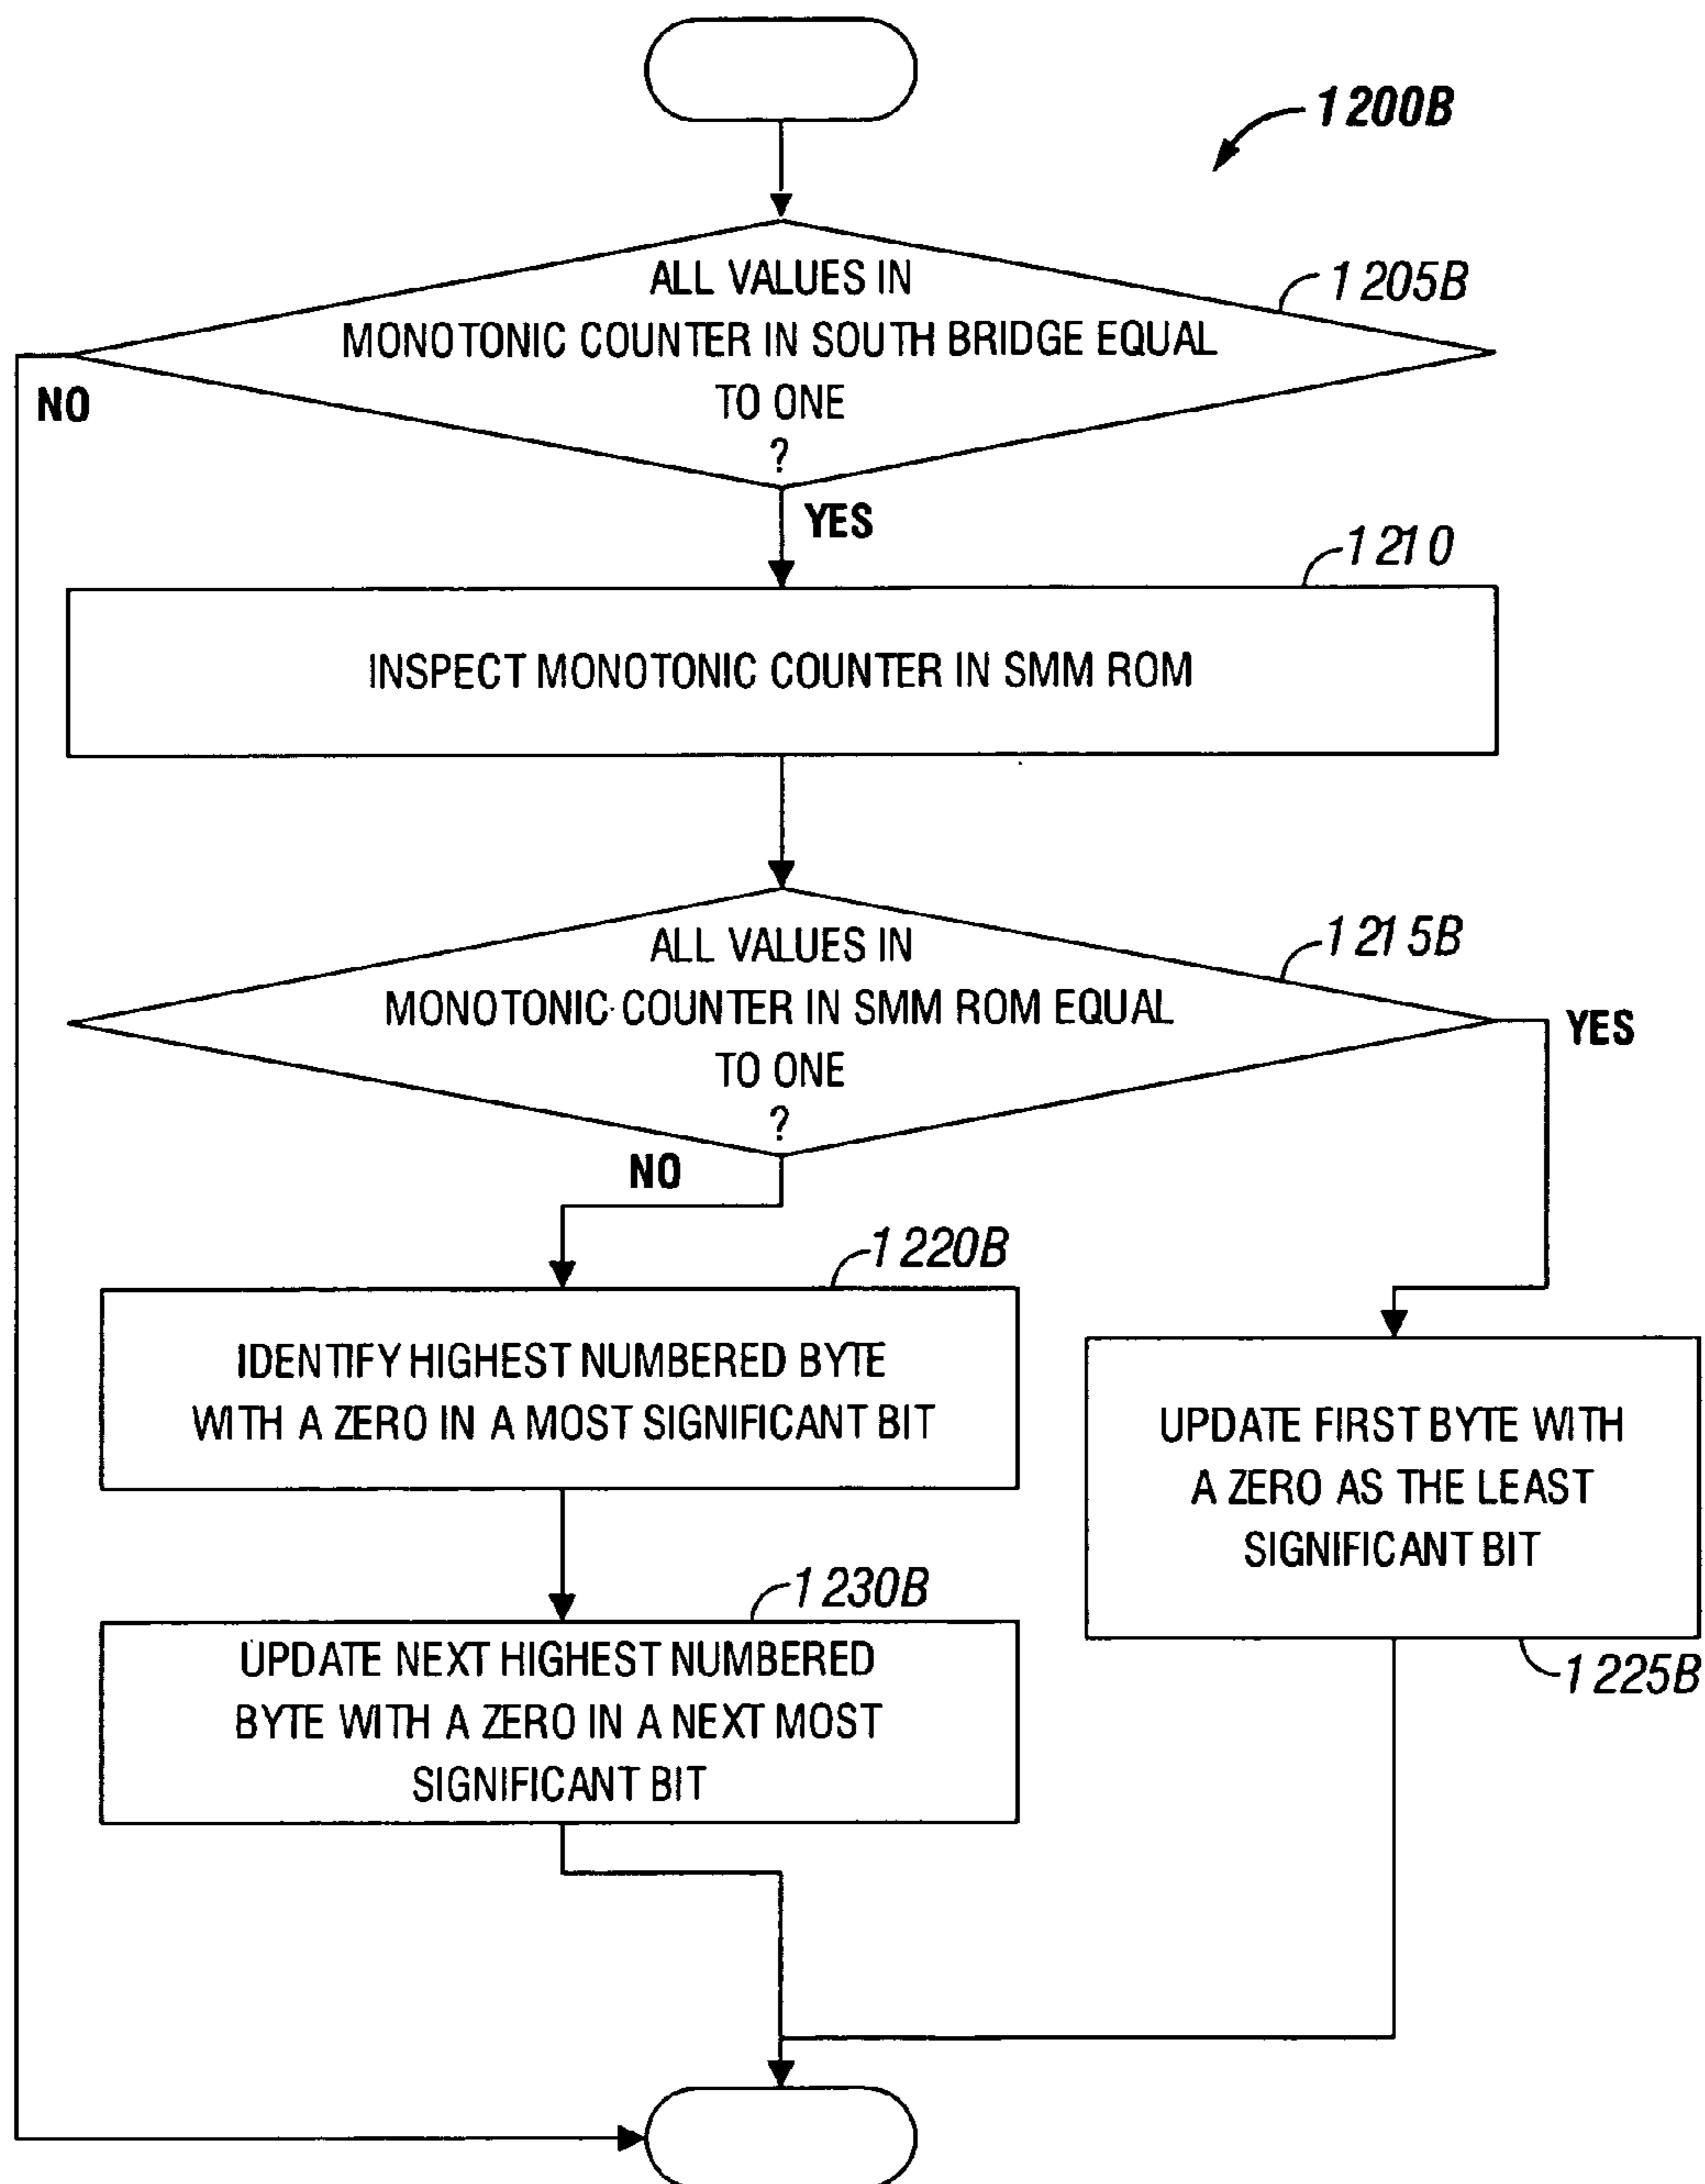 1200B
1205B
ALL VALUES IN
MONOTONIC COUNTER IN SOUTH BRIDGE EQUAL
TO ONE
?
NO
YES
1210
INSPECT MONOTONIC COUNTER IN SMM ROM
1215B
ALL VALUES IN
MONOTONIC COUNTER IN SMM ROM EQUAL
TO ONE
?
YES
NO
1220B
IDENTIFY HIGHEST NUMBERED BYTE
WITH A ZERO IN A MOST SIGNIFICANT BIT
UPDATE FIRST BYTE WITH
A ZERO AS THE LEAST
SIGNIFICANT BIT
1225B
1230B
UPDATE NEXT HIGHEST NUMBERED
BYTE WITH A ZERO IN A NEXT MOST
SIGNIFICANT BIT